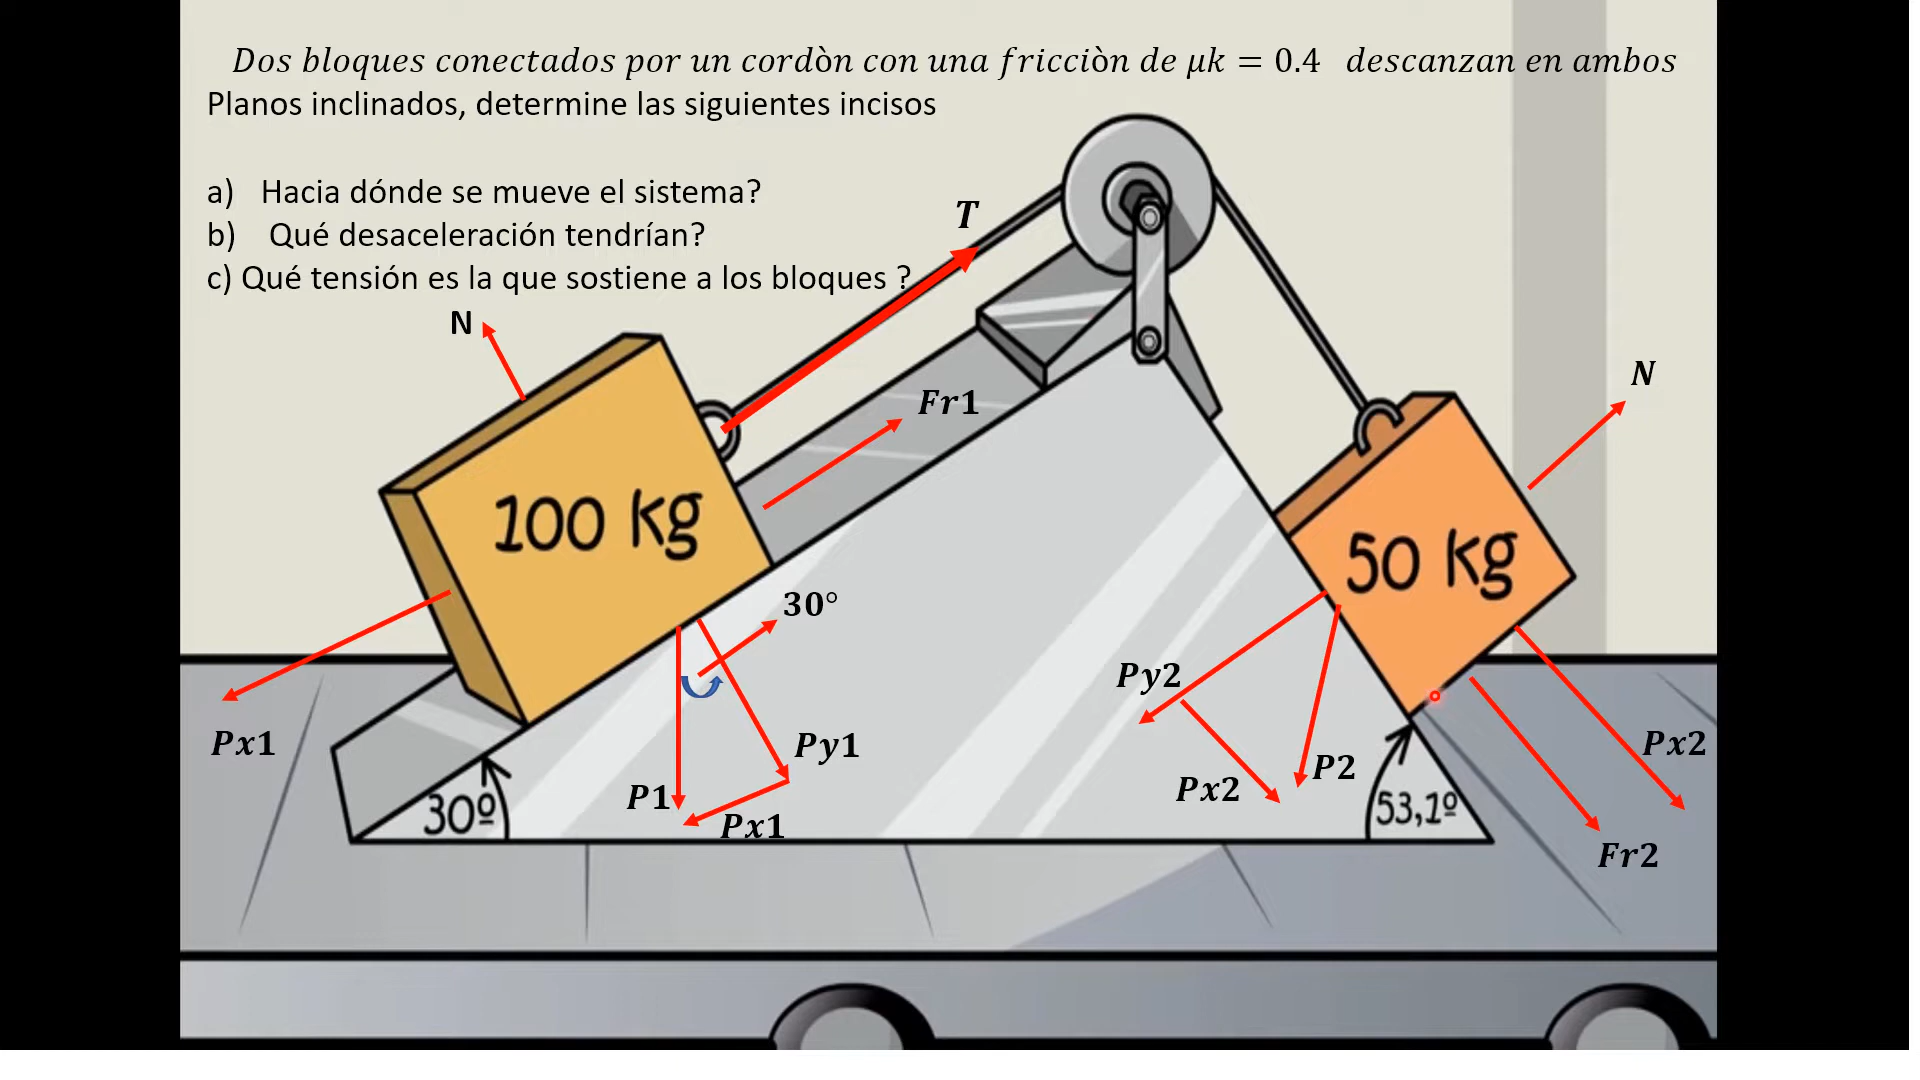 Dos bloques conectados por un cordòn con una fricciòn de μk = 0.4 descanzan en ambos
Planos inclinados, determine las siguientes incisos
a) Hacia dónde se mueve el sistema?
b) Qué desaceleración tendrían?
c) Qué tensión es la que sostiene a los bloques ?
T
N
Fr1
N
100 kg
50 kg
30°
Px1
Py1
P1
Px1
30º
Py2
Px2
P2
Px2
53,1º
Fr2